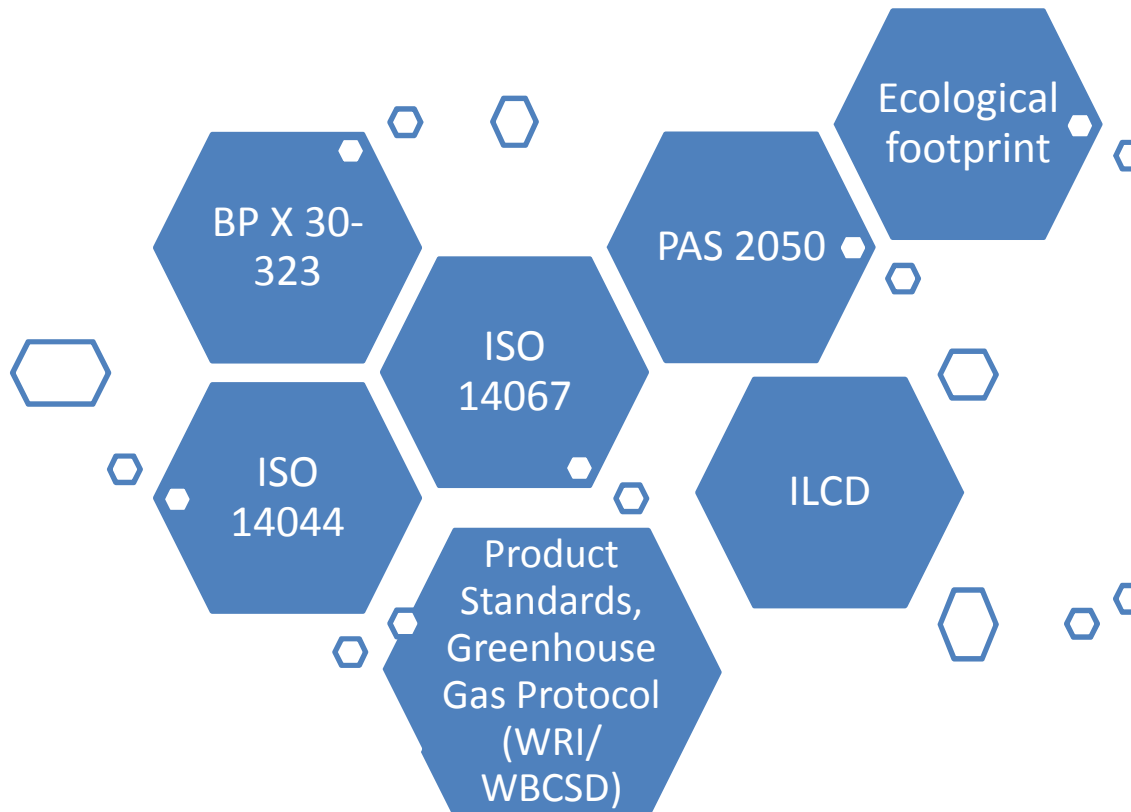 Ecological
footprint
BP X 30-
323
PAS 2050
ISO
14067
ISO
14044
ILCD
Product
Standards,
Greenhouse
Gas Protocol
(WRI/
WBCSD)